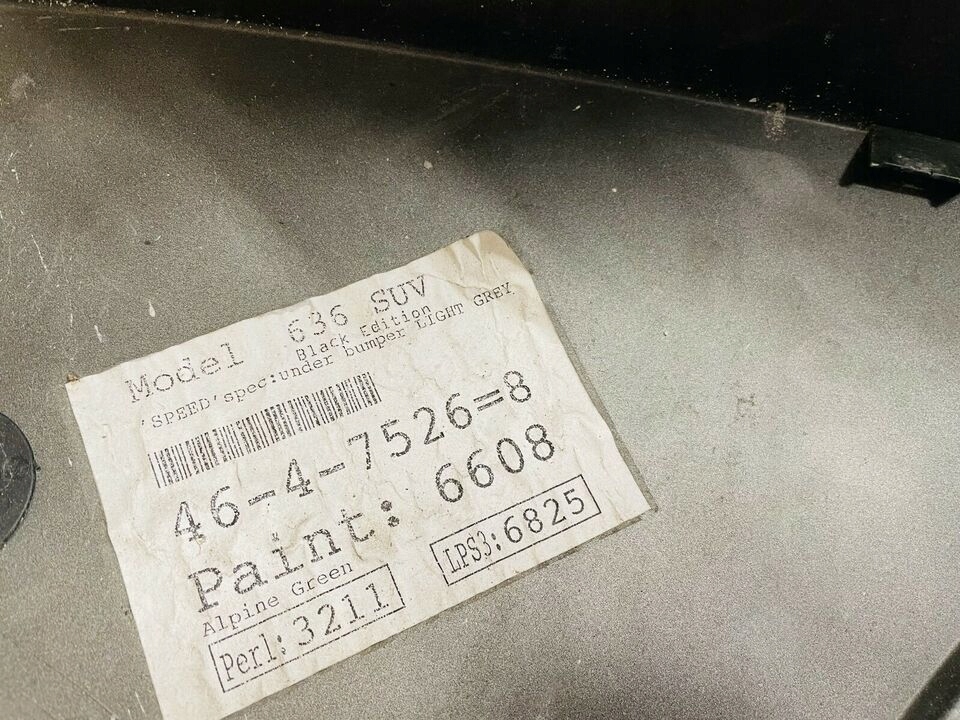 Model 636 SUV
Black Edition
'SPEED'spec:under bumper LIGHT GREY
46-4-7526=8
Paint: 6608
Alpine Green
Perl:3211
LPS3:6825